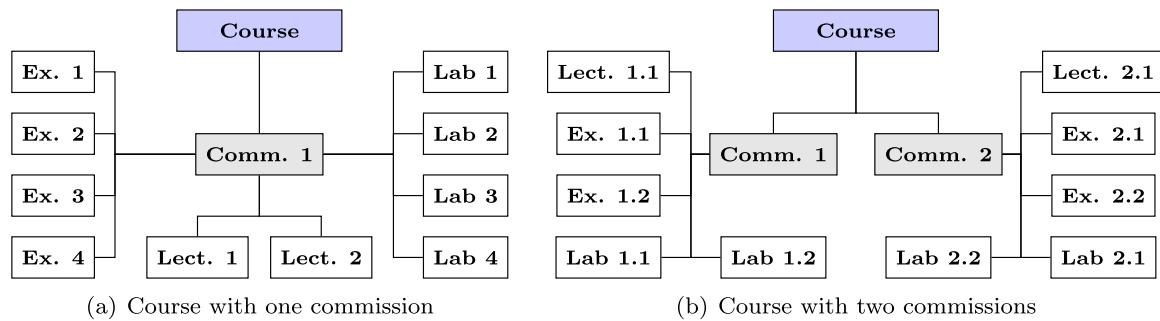 Course
Ex. 1
Lab 1
Ex. 2
Lab 2
Comm. 1
Ex. 3
Lab 3
Ex. 4
Lect. 1
Lect. 2
Lab 4
(a) Course with one commission
Course
Lect. 1.1
Lect. 2.1
Ex. 1.1
Ex. 2.1
Comm. 1
Comm. 2
Ex. 1.2
Ex. 2.2
Lab 1.1
Lab 1.2
Lab 2.2
Lab 2.1
(b) Course with two commissions